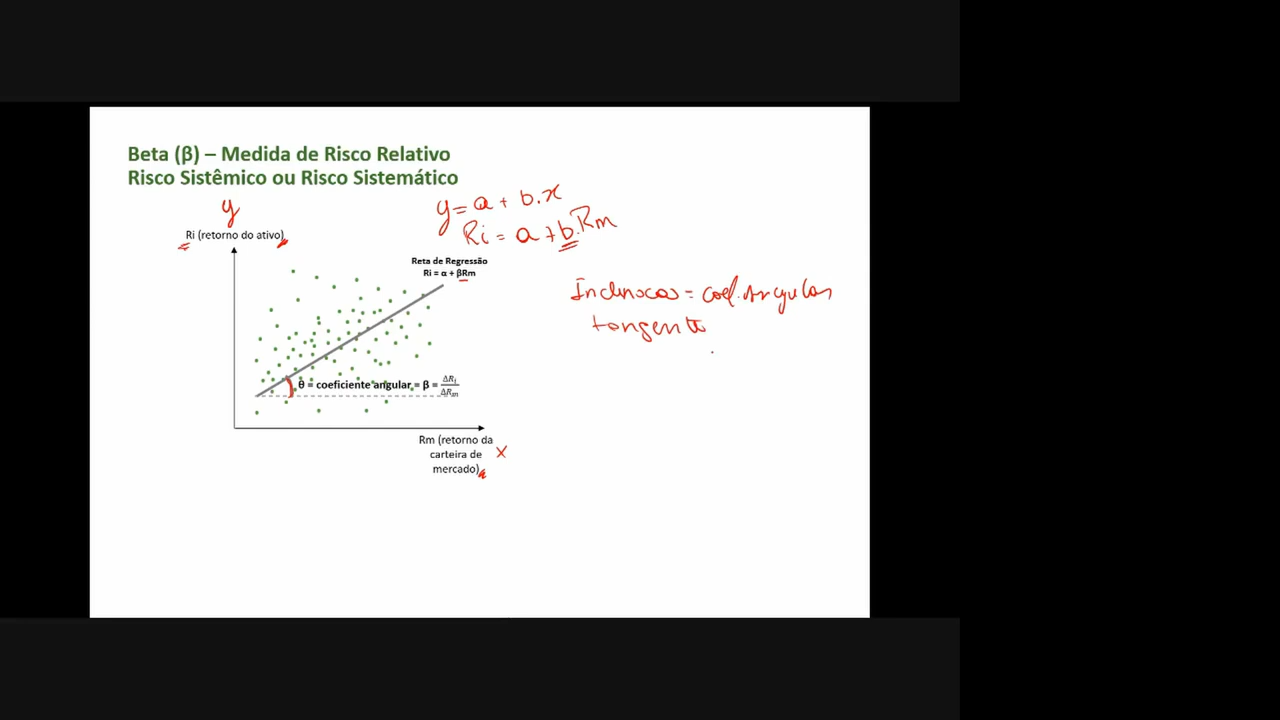 Beta (β) – Medida de Risco Relativo
Risco Sistêmico ou Risco Sistemático
y
y = a + b.x
Ri = a + b.Rm
Ri (retorno do ativo)
Reta de Regressão
Ri = α + βRm
Inclinacao = coef. Angular
tangente
θ = coeficiente angular = β = ΔRi / ΔRm
Rm (retorno da
carteira de
mercado)
x